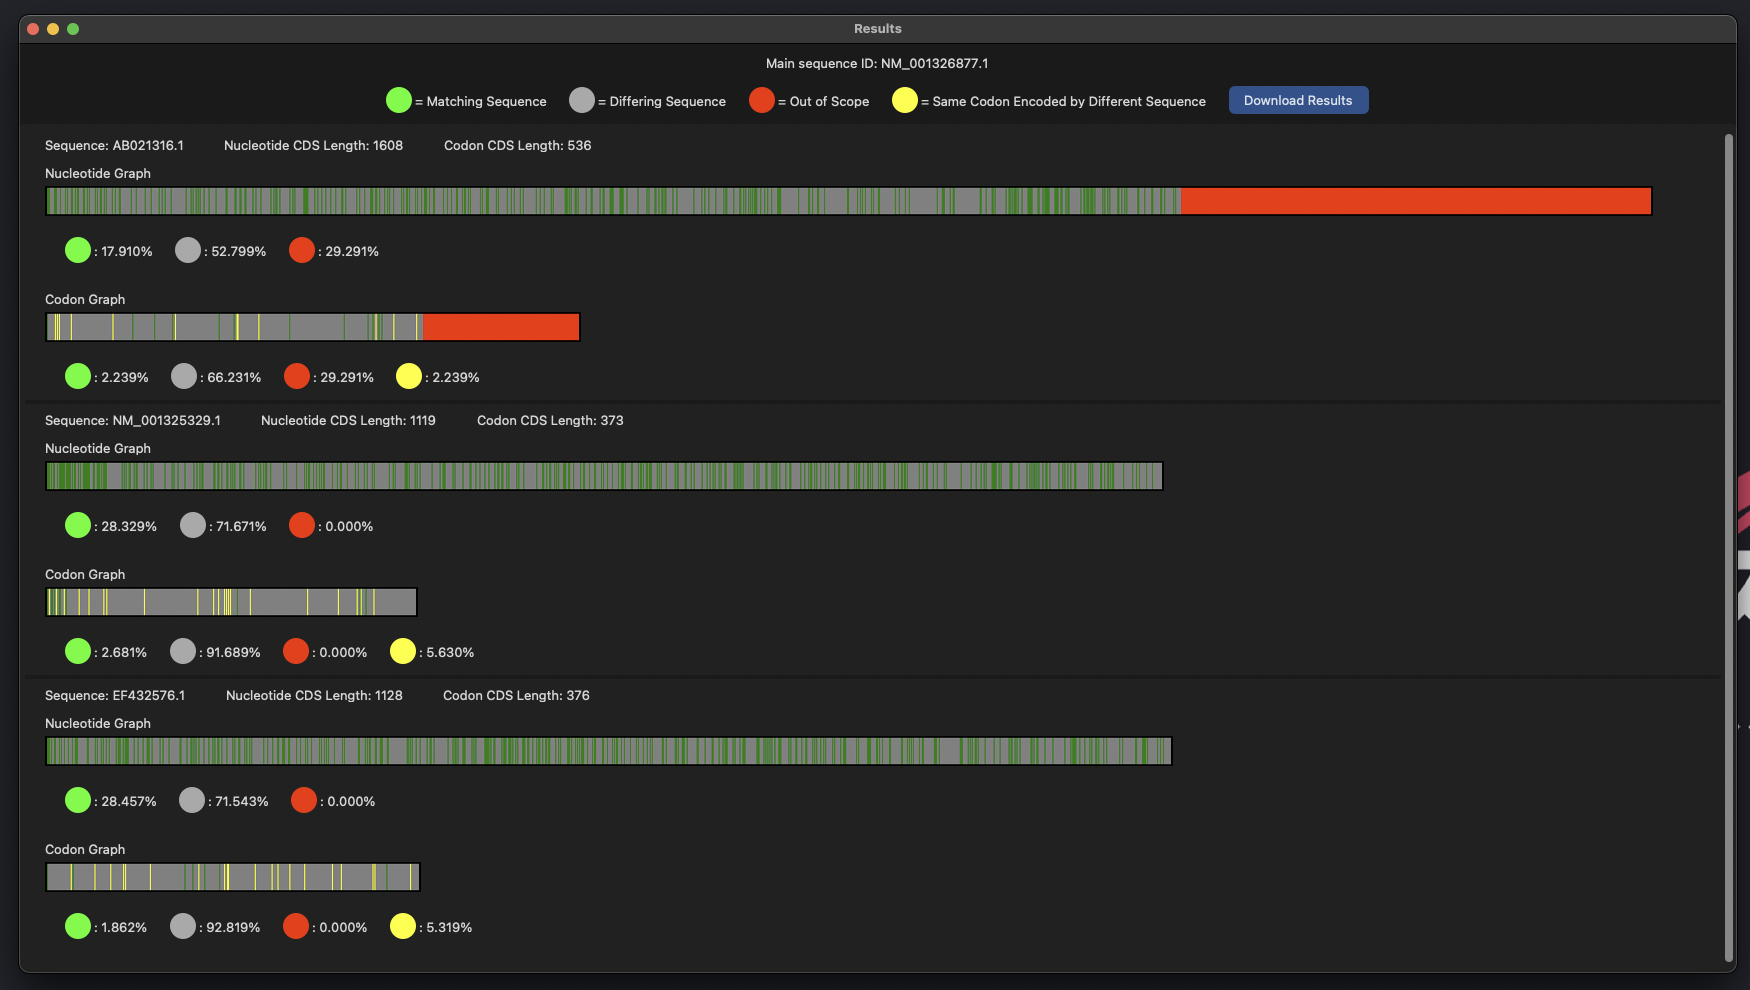 Results
Main sequence ID: NM_001326877.1
= Matching Sequence = Differing Sequence = Out of Scope = Same Codon Encoded by Different Sequence Download Results
Sequence: AB021316.1 Nucleotide CDS Length: 1608 Codon CDS Length: 536
Nucleotide Graph
: 17.910% : 52.799% : 29.291%
Codon Graph
: 2.239% : 66.231% : 29.291% : 2.239%
Sequence: NM_001325329.1 Nucleotide CDS Length: 1119 Codon CDS Length: 373
Nucleotide Graph
: 28.329% : 71.671% : 0.000%
Codon Graph
: 2.681% : 91.689% : 0.000% : 5.630%
Sequence: EF432576.1 Nucleotide CDS Length: 1128 Codon CDS Length: 376
Nucleotide Graph
: 28.457% : 71.543% : 0.000%
Codon Graph
: 1.862% : 92.819% : 0.000% : 5.319%